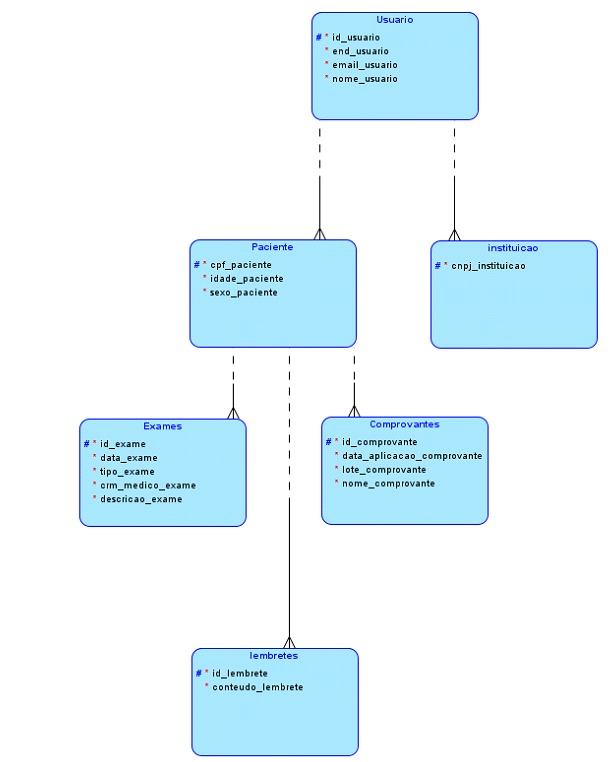 Usuario
# * id_usuario
* end_usuario
* email_usuario
* nome_usuario
Paciente
# * cpf_paciente
* idade_paciente
* sexo_paciente
instituicao
# * cnpj_instituicao
Exames
# * id_exame
* data_exame
* tipo_exame
* crm_medico_exame
* descricao_exame
Comprovantes
# * id_comprovante
* data_aplicacao_comprovante
* lote_comprovante
* nome_comprovante
lembretes
# * id_lembrete
* conteudo_lembrete